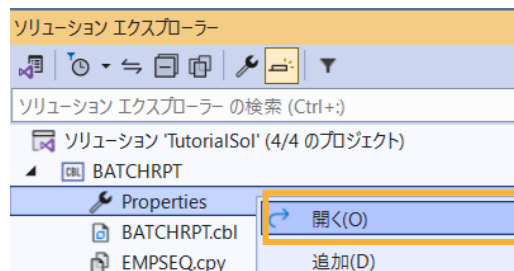 ソリューション エクスプローラー
ソリューション エクスプローラー の検索 (Ctrl+:)
ソリューション 'TutorialSol' (4/4 のプロジェクト)
CBL BATCHRPT
Properties
開く(O)
BATCHRPT.cbl
EMPSEQ.cpy
追加(D)